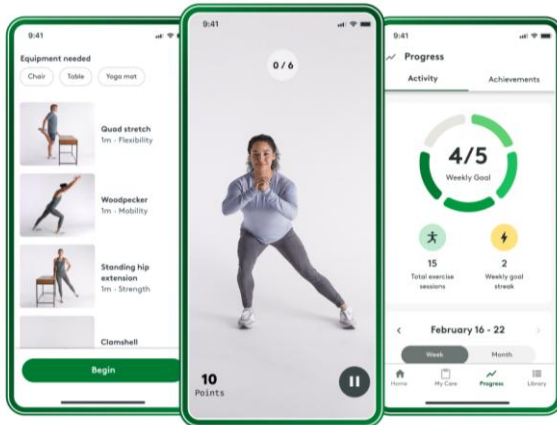 9:41
Equipment needed
Chair
Table
Yoga mat
Quad stretch
1m · Flexibility
Woodpecker
1m · Mobility
Standing hip
extension
1m · Strength
Clamshell
Begin
9:41
0 / 6
10
Points
9:41
Progress
Activity
Achievements
4/5
Weekly Goal
15
Total exercise
sessions
2
Weekly goal
streak
February 16 - 22
Week
Month
Home
My Care
Progress
Library